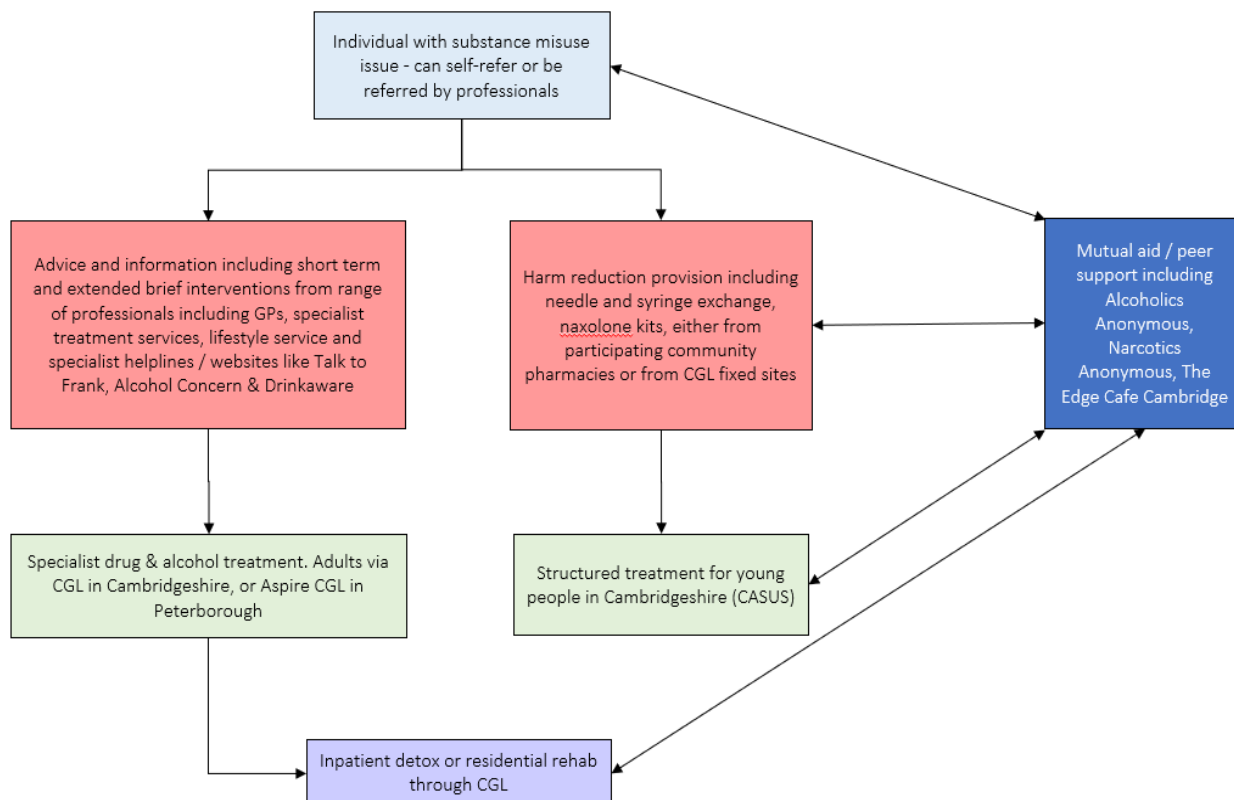 Individual with substance misuse
issue - can self-refer or be
referred by professionals
Advice and information including short term
and extended brief interventions from range
of professionals including GPs, specialist
treatment services, lifestyle service and
specialist helplines / websites like Talk to
Frank, Alcohol Concern & Drinkaware
Harm reduction provision including
needle and syringe exchange,
naxolone kits, either from
participating community
pharmacies or from CGL fixed sites
Mutual aid / peer
support including
Alcoholics
Anonymous,
Narcotics
Anonymous, The
Edge Cafe Cambridge
Specialist drug & alcohol treatment. Adults via
CGL in Cambridgeshire, or Aspire CGL in
Peterborough
Structured treatment for young
people in Cambridgeshire (CASUS)
Inpatient detox or residential rehab
through CGL